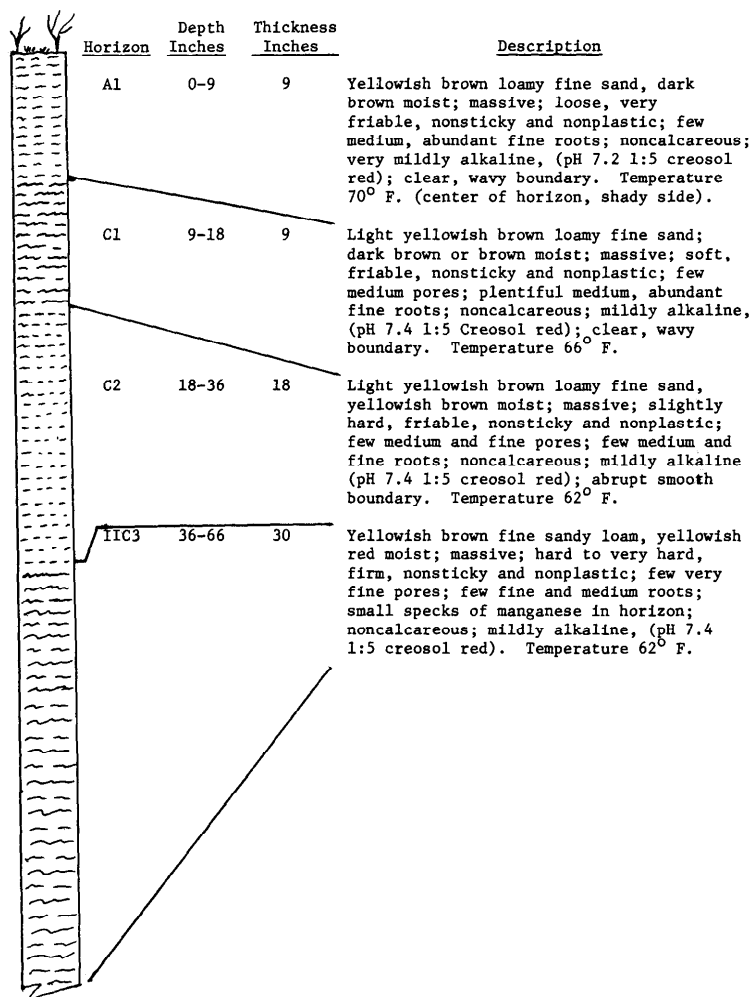 Depth Thickness
Horizon Inches Inches Description
A1 0-9 9 Yellowish brown loamy fine sand, dark
brown moist; massive; loose, very
friable, nonsticky and nonplastic; few
medium, abundant fine roots; noncalcareous;
very mildly alkaline, (pH 7.2 1:5 creosol
red); clear, wavy boundary. Temperature
70° F. (center of horizon, shady side).
C1 9-18 9 Light yellowish brown loamy fine sand;
dark brown or brown moist; massive; soft,
friable, nonsticky and nonplastic; few
medium pores; plentiful medium, abundant
fine roots; noncalcareous; mildly alkaline,
(pH 7.4 1:5 Creosol red); clear, wavy
boundary. Temperature 66° F.
C2 18-36 18 Light yellowish brown loamy fine sand,
yellowish brown moist; massive; slightly
hard, friable, nonsticky and nonplastic;
few medium and fine pores; few medium and
fine roots; noncalcareous; mildly alkaline
(pH 7.4 1:5 creosol red); abrupt smooth
boundary. Temperature 62° F.
IIC3 36-66 30 Yellowish brown fine sandy loam, yellowish
red moist; massive; hard to very hard,
firm, nonsticky and nonplastic; few very
fine pores; few fine and medium roots;
small specks of manganese in horizon;
noncalcareous; mildly alkaline, (pH 7.4
1:5 creosol red). Temperature 62° F.